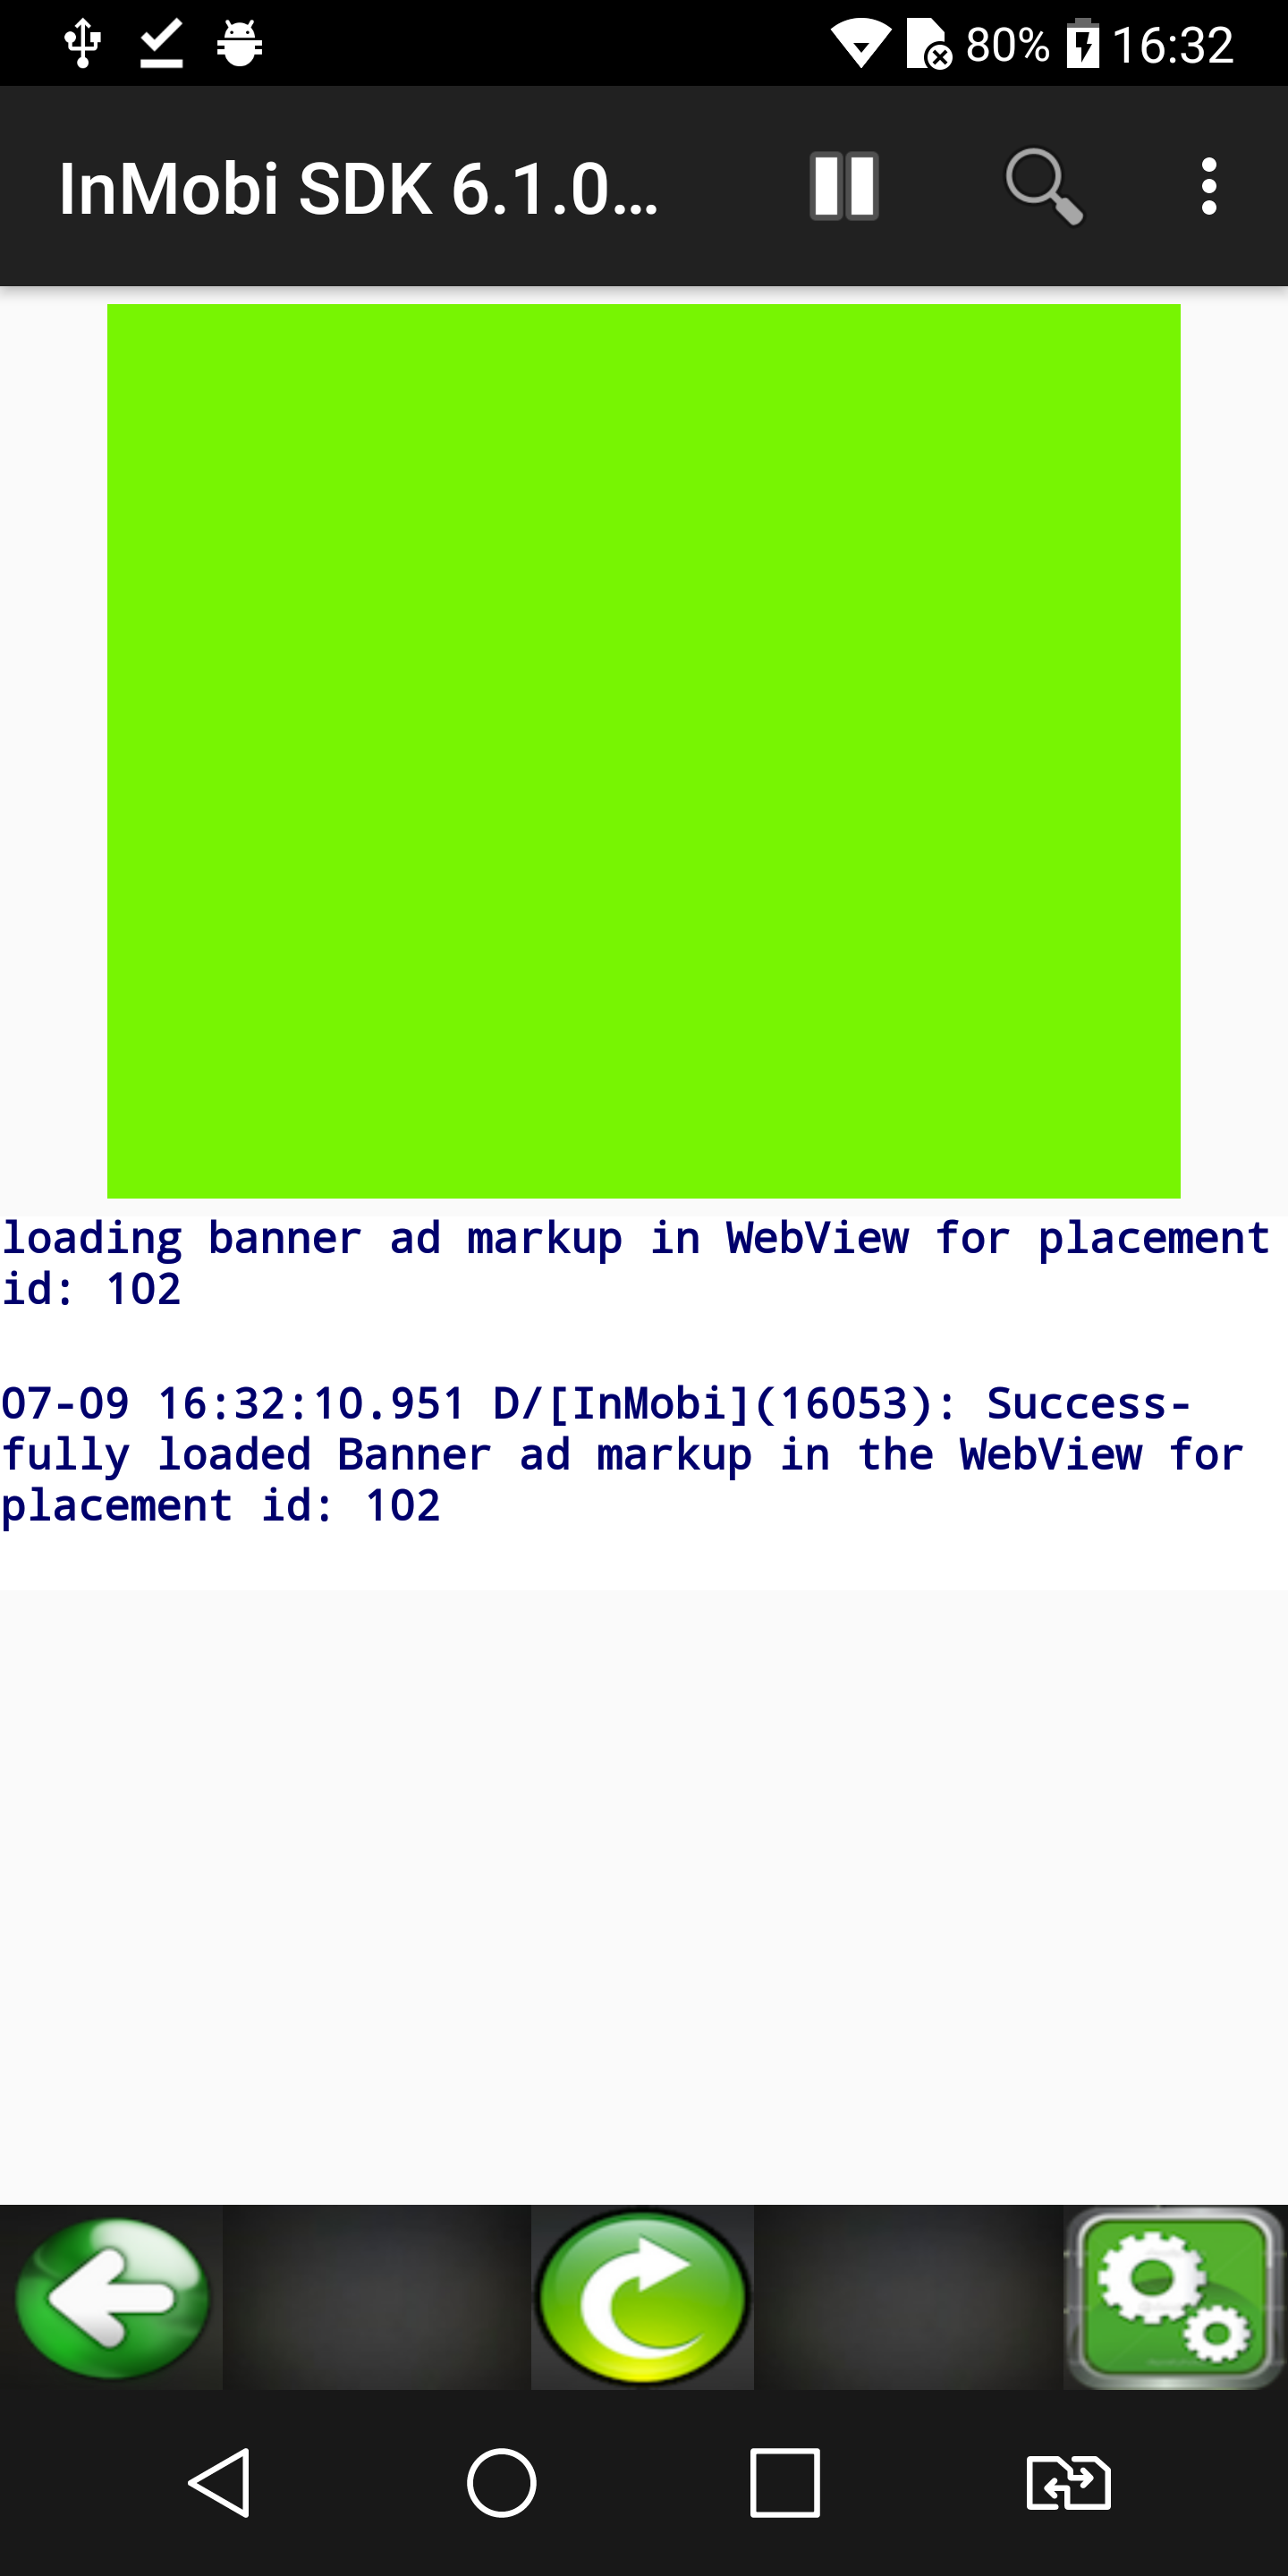 80% 16:32
InMobi SDK 6.1.0...
loading banner ad markup in WebView for placement
id: 102
07-09 16:32:10.951 D/[InMobi](16053): Success-
fully loaded Banner ad markup in the WebView for
placement id: 102